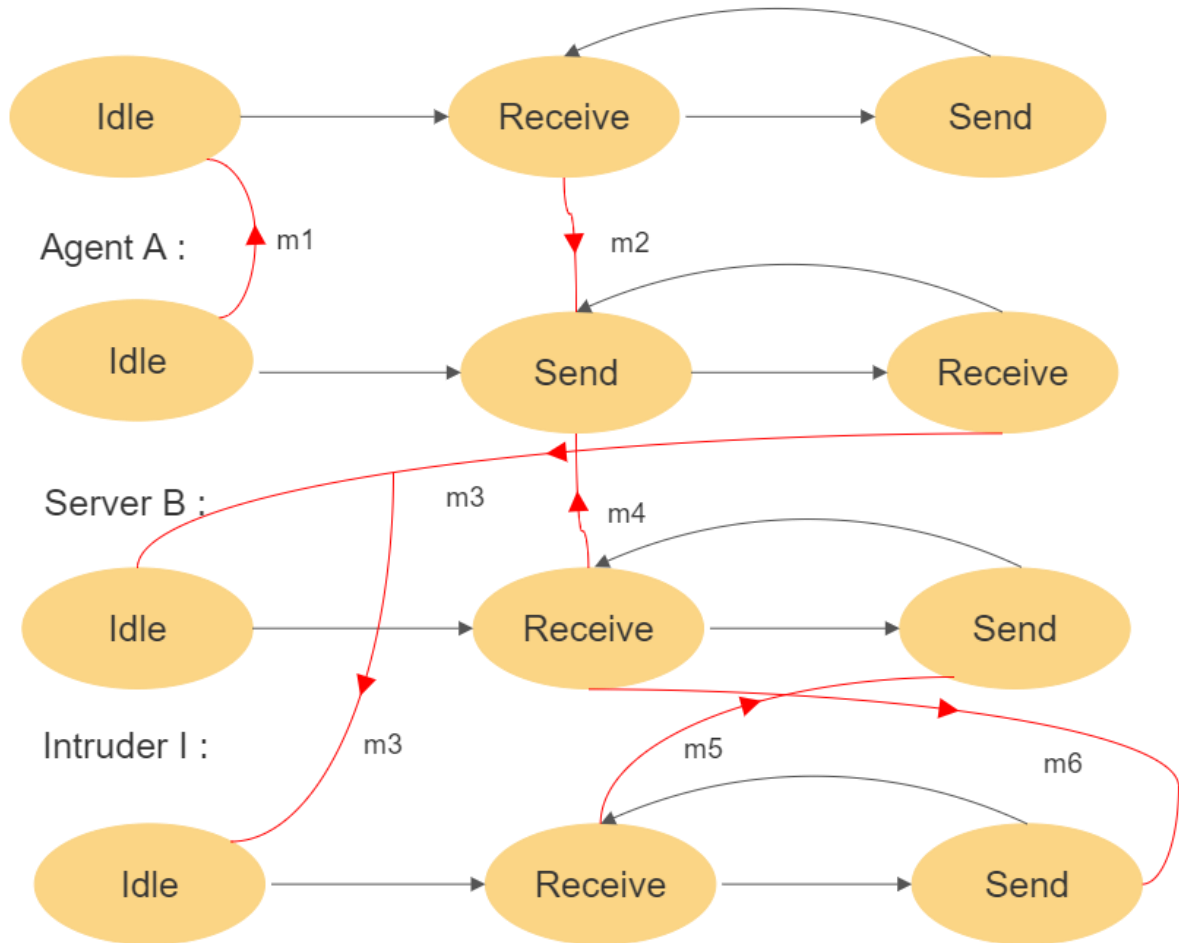 Idle
Receive
Send
m1
m2
Agent A :
Idle
Send
Receive
m3
m4
Server B :
Idle
Receive
Send
m3
m5
m6
Intruder I :
Idle
Receive
Send